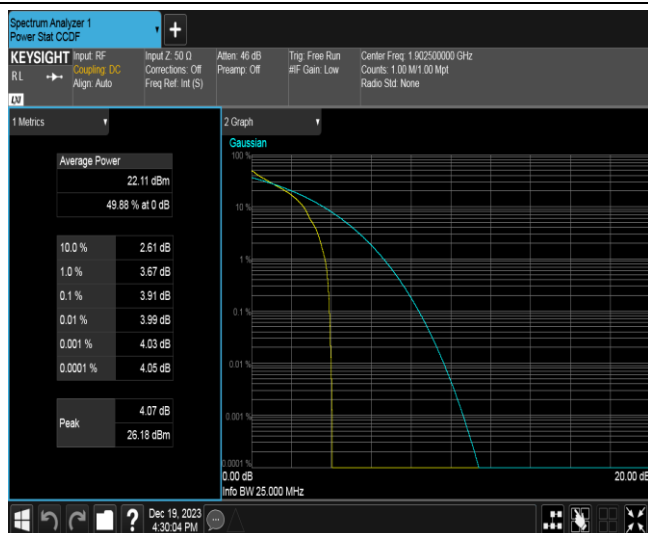 Spectrum Analyzer 1
Power Stat CCDF
+
KEYSIGHT
RL
LXI
Input: RF
Coupling: DC
Align: Auto
Input Z: 50 Ω
Corrections: Off
Freq Ref: Int (S)
Atten: 46 dB
Preamp: Off
Trig: Free Run
#IF Gain: Low
Center Freq: 1.902500000 GHz
Counts: 1.00 M/1.00 Mpt
Radio Std: None
1 Metrics
Average Power
22.11 dBm
49.88 % at 0 dB
10.0 % 2.61 dB
1.0 % 3.67 dB
0.1 % 3.91 dB
0.01 % 3.99 dB
0.001 % 4.03 dB
0.0001 % 4.05 dB
Peak
4.07 dB
26.18 dBm
2 Graph
Gaussian
100 %
10 %
1 %
0.1 %
0.01 %
0.001 %
0.0001 %
0.00 dB 20.00 dB
Info BW 25.000 MHz
?
Dec 19, 2023
4:30:04 PM